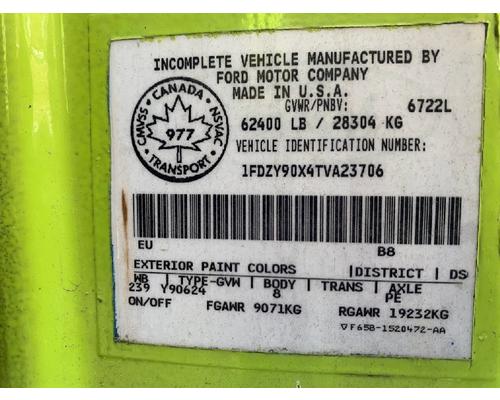 INCOMPLETE VEHICLE MANUFACTURED BY
FORD MOTOR COMPANY
MADE IN U.S.A.
GVWR/PNBV: 6722L
62400 LB / 28304 KG
VEHICLE IDENTIFICATION NUMBER:
1FDZY90X4TVA23706
CANADA
CMVSS NSVAC
977
TRANSPORT
EU B8
EXTERIOR PAINT COLORS |DISTRICT | DS
WB | TYPE-GVW | BODY | TRANS | AXLE
239 Y90624 8 PE
ON/OFF FGAWR 9071KG RGAWR 19232KG
▽F65B-1520472-AA